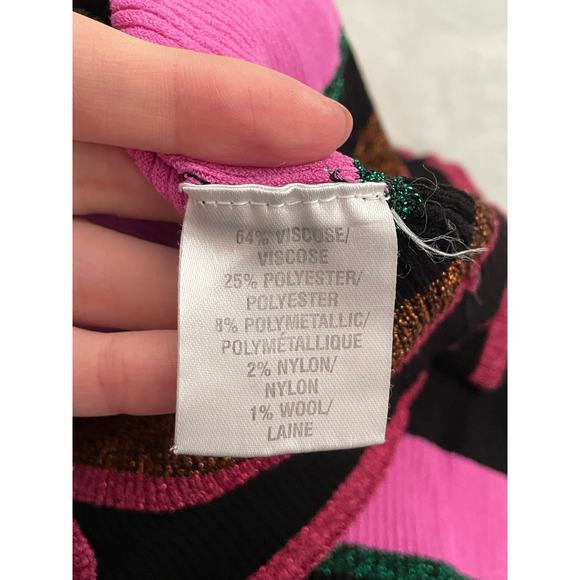 64% VISCOSE/
VISCOSE
25% POLYESTER/
POLYESTER
8% POLYMETALLIC/
POLYMÉTALLIQUE
2% NYLON/
NYLON
1% WOOL/
LAINE